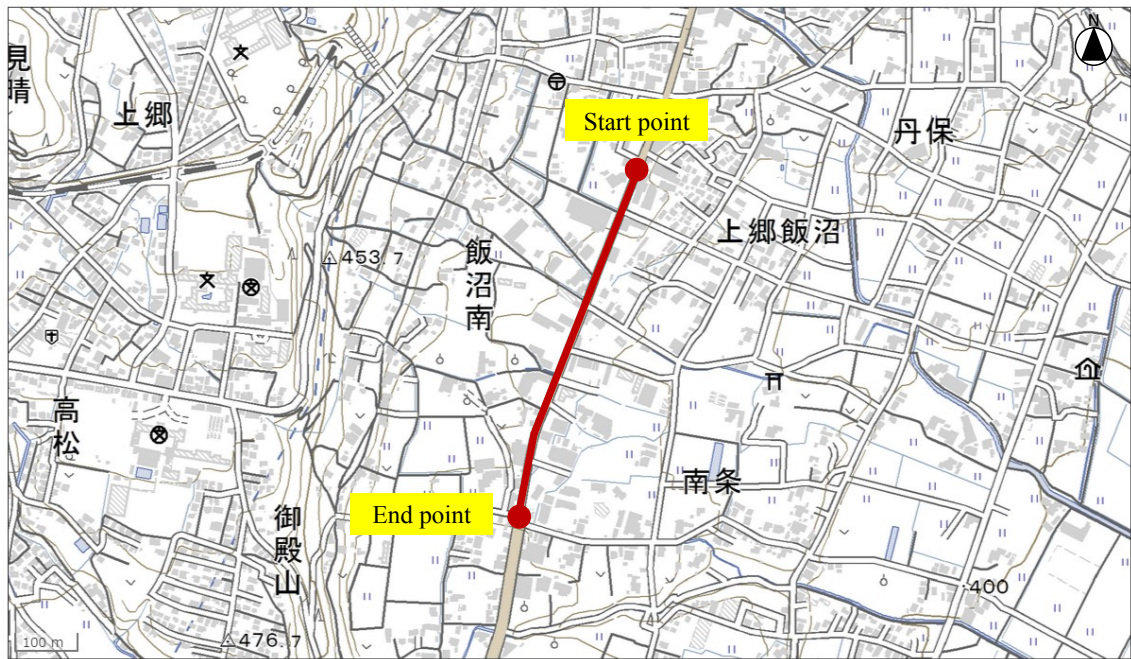 N
見晴
上郷
Start point
丹保
上郷飯沼
453.7
飯沼南
高松
End point
南条
御殿山
400
476.7
100 m